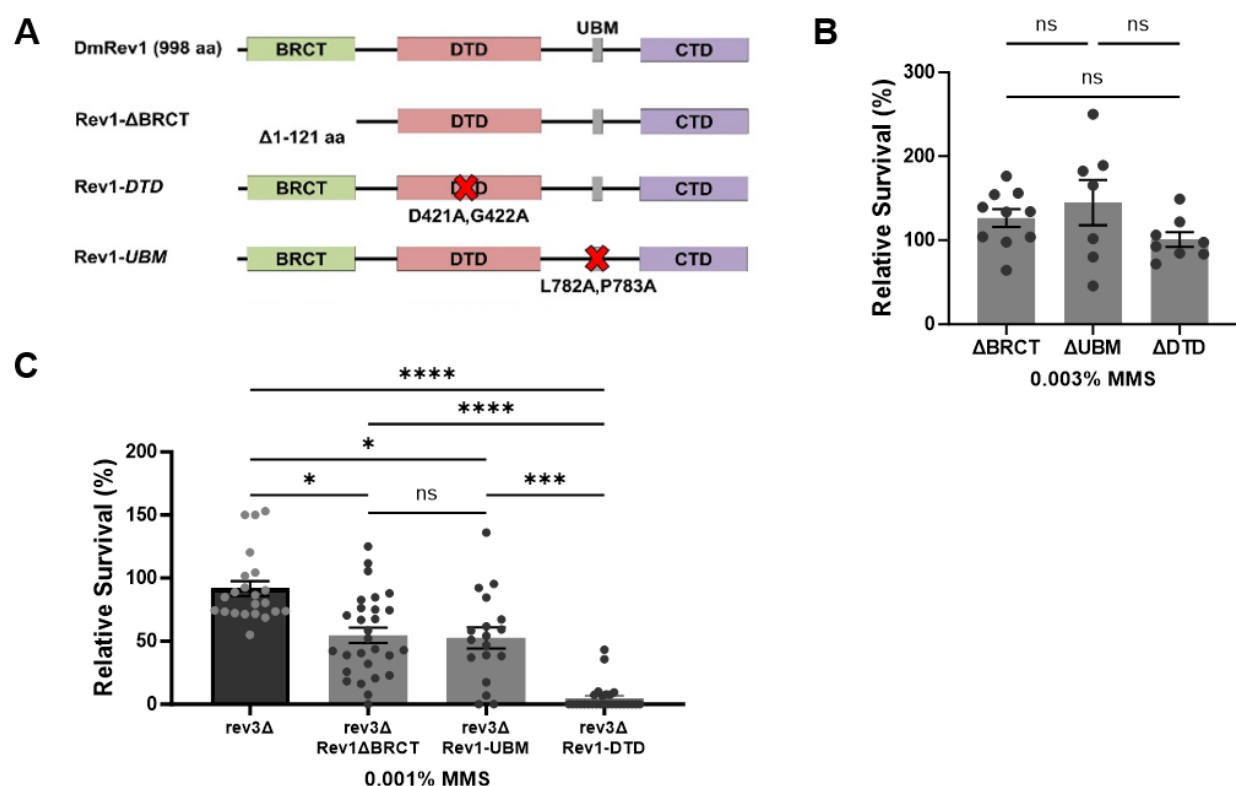 A
DmRev1 (998 aa)
BRCT
DTD
UBM
CTD
Rev1-ΔBRCT
Δ1-121 aa
DTD
CTD
Rev1-DTD
BRCT
DTD
CTD
D421A,G422A
Rev1-UBM
BRCT
DTD
CTD
L782A,P783A
B
ns
ns
ns
Relative Survival (%)
300
200
100
0
ΔBRCT
ΔUBM
ΔDTD
0.003% MMS
C
****
****
*
*
ns
***
Relative Survival (%)
200
150
100
50
0
rev3Δ
rev3Δ
Rev1ΔBRCT
rev3Δ
Rev1-UBM
rev3Δ
Rev1-DTD
0.001% MMS